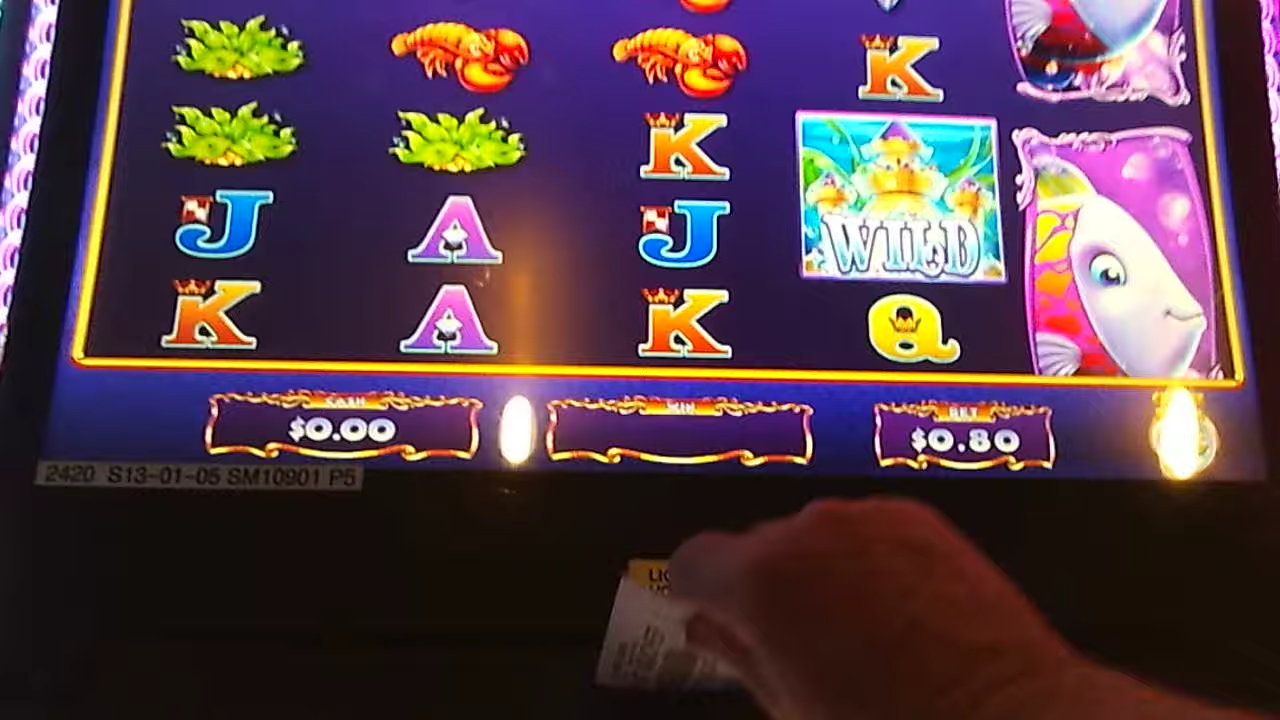 K
K
WILD
J
A
J
K
A
K
Q
CASH
$0.00
WIN
BET
$0.80
2420 S13-01-05 SM10901 P5